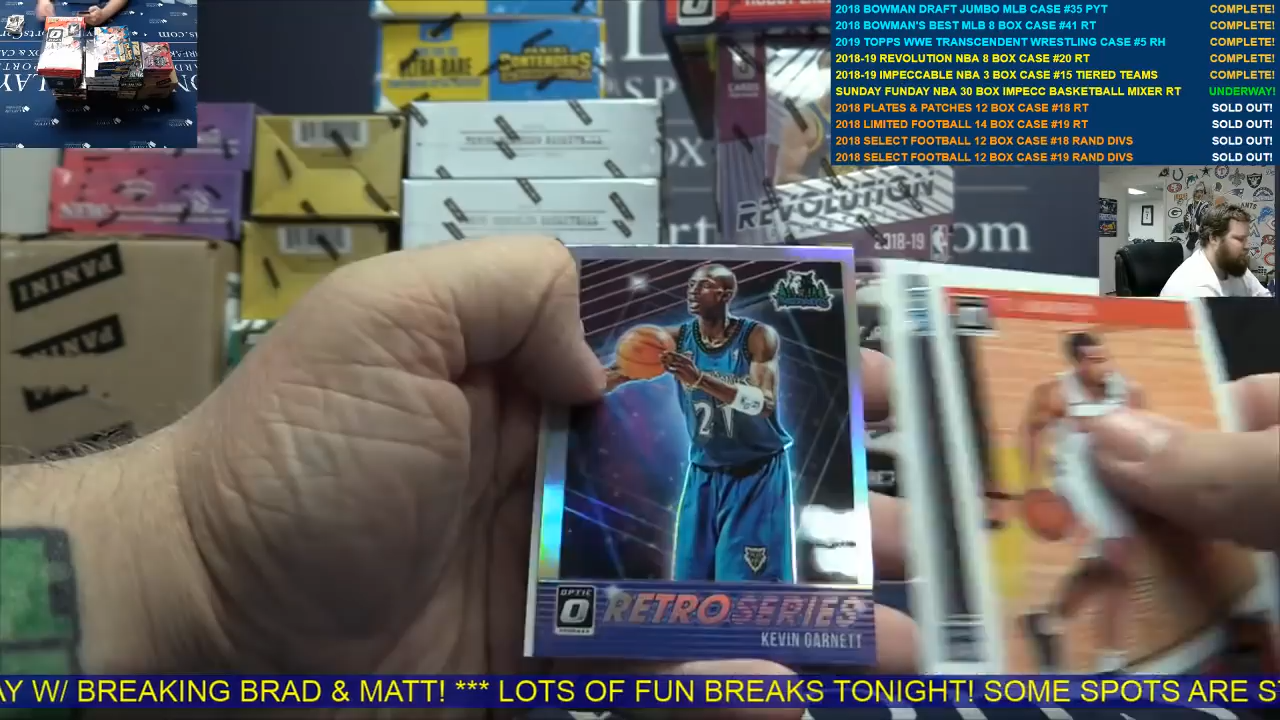 2018 BOWMAN DRAFT JUMBO MLB CASE #35 PYT COMPLETE!
2018 BOWMAN'S BEST MLB 8 BOX CASE #41 RT COMPLETE!
2019 TOPPS WWE TRANSCENDENT WRESTLING CASE #5 RH COMPLETE!
2018-19 REVOLUTION NBA 8 BOX CASE #20 RT COMPLETE!
2018-19 IMPECCABLE NBA 3 BOX CASE #15 TIERED TEAMS COMPLETE!
SUNDAY FUNDAY NBA 30 BOX IMPECC BASKETBALL MIXER RT UNDERWAY!
2018 PLATES & PATCHES 12 BOX CASE #18 RT SOLD OUT!
2018 LIMITED FOOTBALL 14 BOX CASE #19 RT SOLD OUT!
2018 SELECT FOOTBALL 12 BOX CASE #18 RAND DIVS SOLD OUT!
2018 SELECT FOOTBALL 12 BOX CASE #19 RAND DIVS SOLD OUT!
ULTRA-RARE
REVOLUTION
2018-19
om
PANINI
PANINI
21
OPTIC
RETRO SERIES
KEVIN GARNETT
AY W/ BREAKING BRAD & MATT! *** LOTS OF FUN BREAKS TONIGHT! SOME SPOTS ARE S